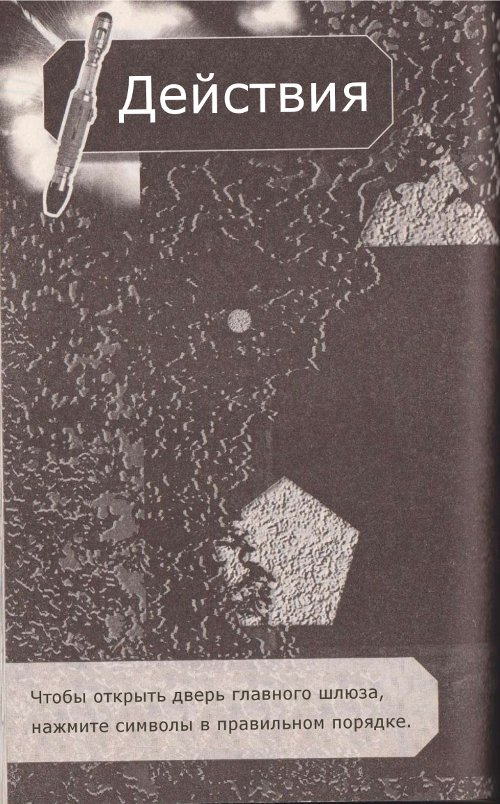 Действия
Чтобы открыть дверь главного шлюза,
нажмите символы в правильном порядке.